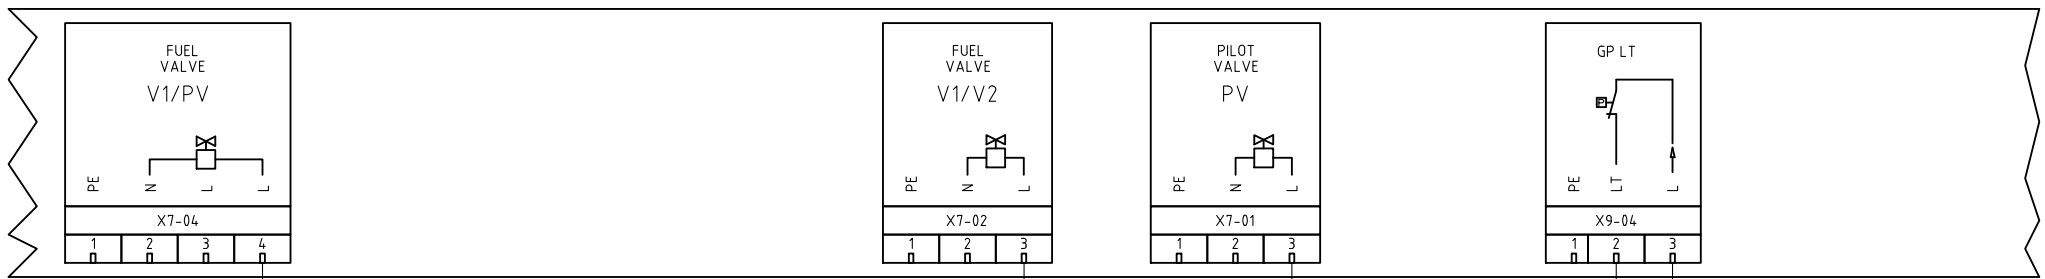 FUEL
VALVE
V1/PV
PE N L L
X7-04
1 2 3 4
FUEL
VALVE
V1/V2
PE N L
X7-02
1 2 3
PILOT
VALVE
PV
PE N L
X7-01
1 2 3
GP LT
P
PE LT L
X9-04
1 2 3